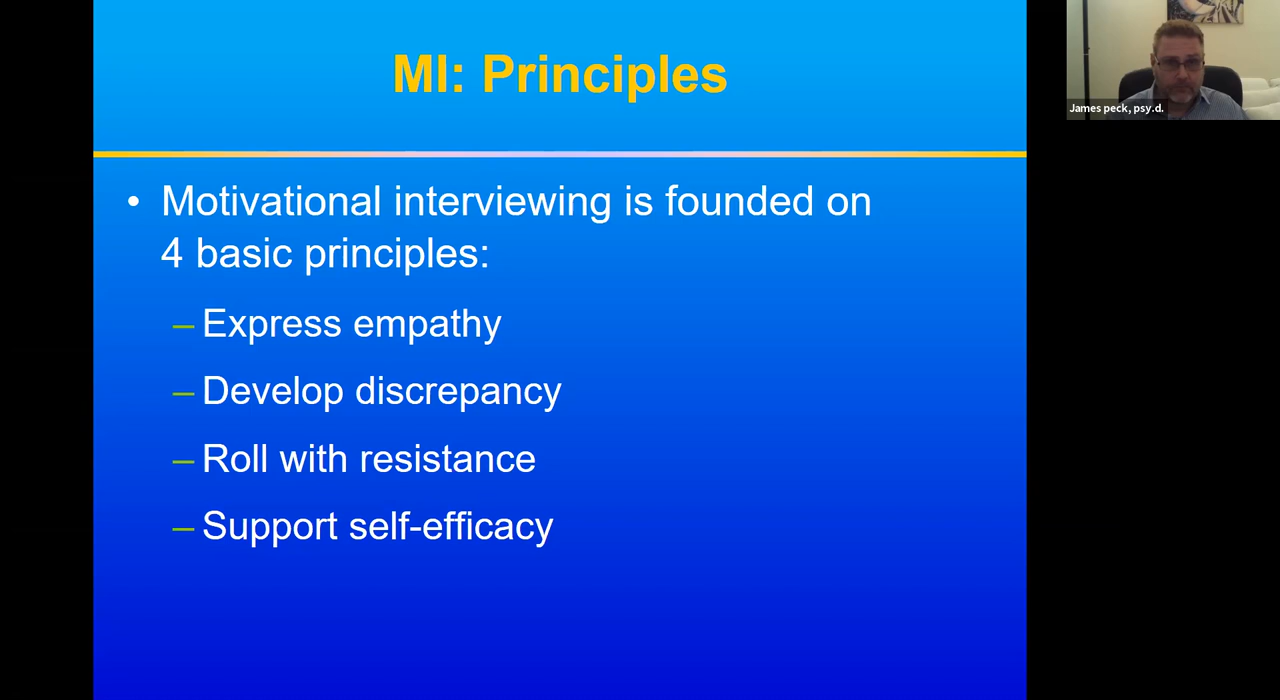 MI: Principles
• Motivational interviewing is founded on
4 basic principles:
– Express empathy
– Develop discrepancy
– Roll with resistance
– Support self-efficacy
James peck, psy.d.